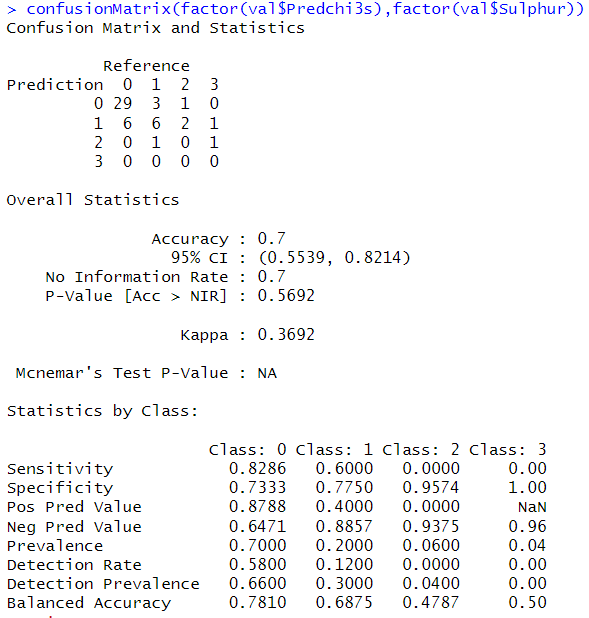 > confusionMatrix(factor(val$Predchi3s),factor(val$Sulphur))
Confusion Matrix and Statistics
Reference
Prediction 0 1 2 3
0 29 3 1 0
1 6 6 2 1
2 0 1 0 1
3 0 0 0 0
Overall Statistics
Accuracy : 0.7
95% CI : (0.5539, 0.8214)
No Information Rate : 0.7
P-Value [Acc > NIR] : 0.5692
Kappa : 0.3692
Mcnemar's Test P-Value : NA
Statistics by Class:
Class: 0 Class: 1 Class: 2 Class: 3
Sensitivity 0.8286 0.6000 0.0000 0.00
Specificity 0.7333 0.7750 0.9574 1.00
Pos Pred Value 0.8788 0.4000 0.0000 NaN
Neg Pred Value 0.6471 0.8857 0.9375 0.96
Prevalence 0.7000 0.2000 0.0600 0.04
Detection Rate 0.5800 0.1200 0.0000 0.00
Detection Prevalence 0.6600 0.3000 0.0400 0.00
Balanced Accuracy 0.7810 0.6875 0.4787 0.50